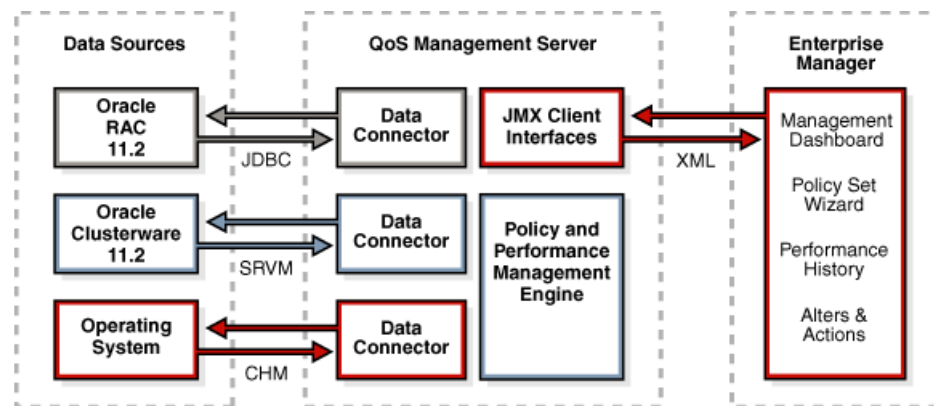 Data Sources
Oracle
RAC
11.2
JDBC
Oracle
Clusterware
11.2
SRVM
Operating
System
CHM
QoS Management Server
Data
Connector
Data
Connector
Data
Connector
JMX Client
Interfaces
Policy and
Performance
Management
Engine
XML
Enterprise
Manager
Management
Dashboard
Policy Set
Wizard
Performance
History
Alters &
Actions